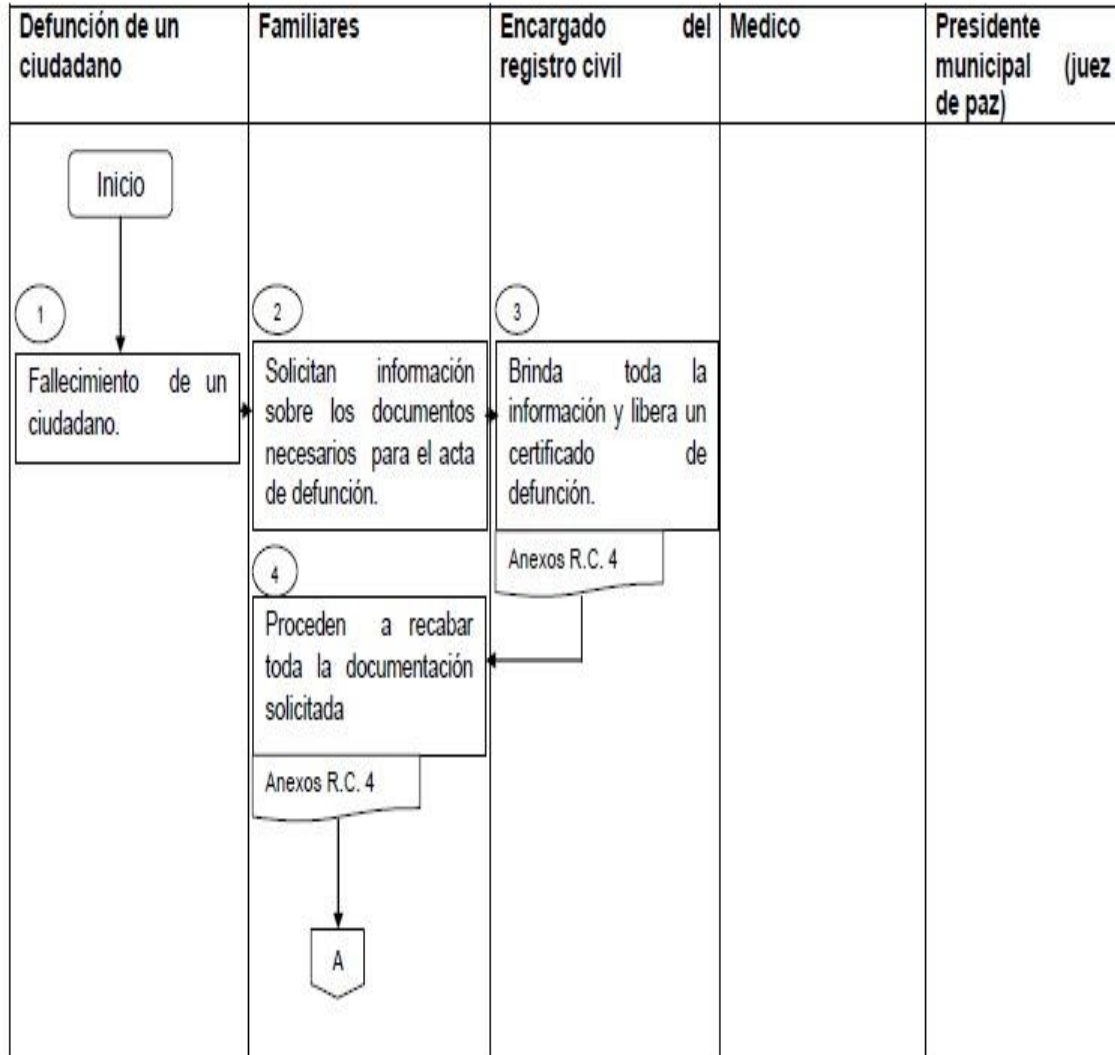 Defunción de un
ciudadano
Familiares
Encargado del
registro civil
Medico
Presidente
municipal (juez
de paz)
Inicio
1
Fallecimiento de un
ciudadano.
2
Solicitan información
sobre los documentos
necesarios para el acta
de defunción.
3
Brinda toda la
información y libera un
certificado de
defunción.
Anexos R.C. 4
4
Proceden a recabar
toda la documentación
solicitada
Anexos R.C. 4
A